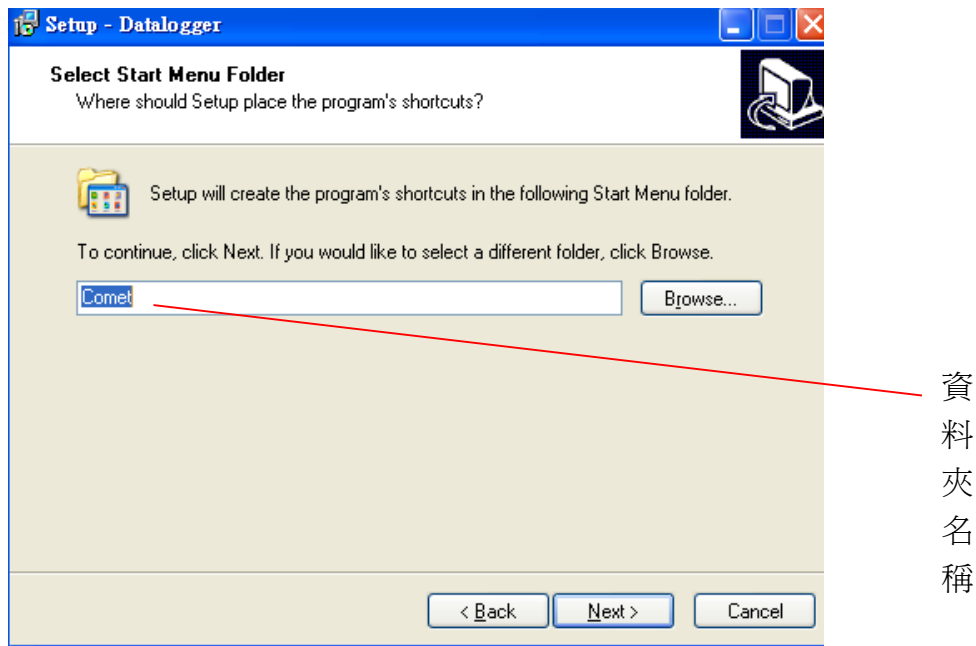 Setup - Datalogger
Select Start Menu Folder
Where should Setup place the program's shortcuts?
Setup will create the program's shortcuts in the following Start Menu folder.
To continue, click Next. If you would like to select a different folder, click Browse.
Comet
Browse...
資料夾名稱
< Back
Next >
Cancel